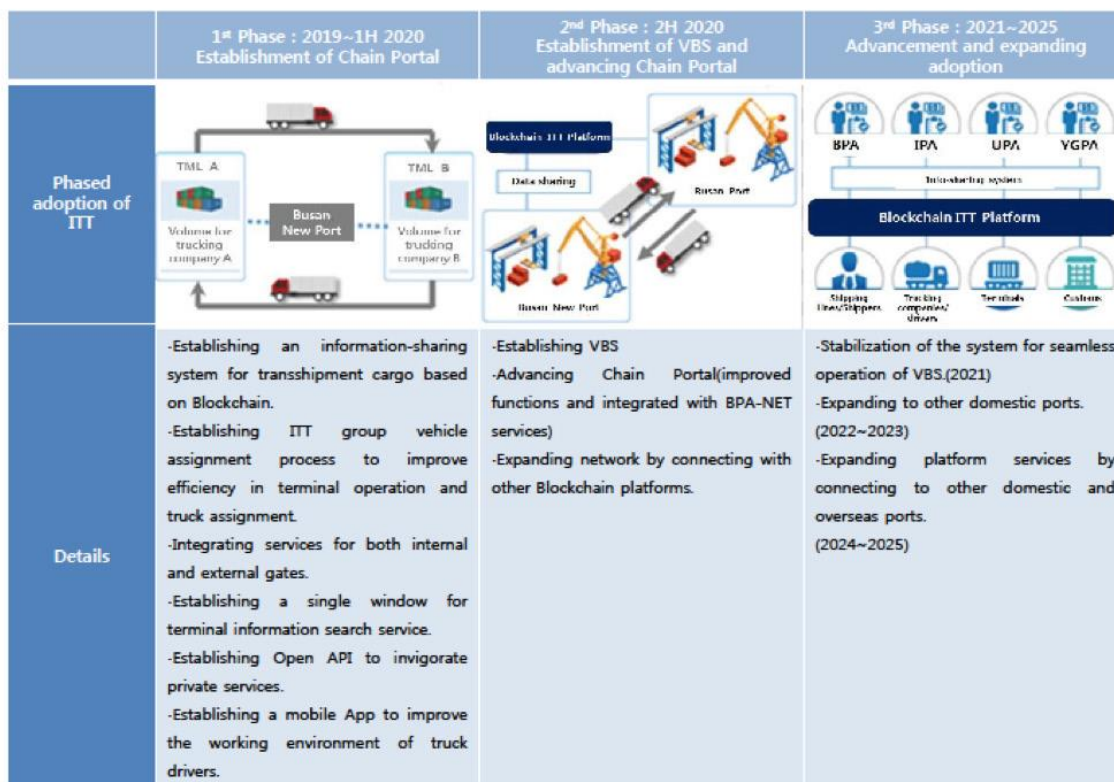 1st Phase : 2019~1H 2020
Establishment of Chain Portal
2nd Phase : 2H 2020
Establishment of VBS and
advancing Chain Portal
3rd Phase : 2021~2025
Advancement and expanding
adoption
Phased
adoption of
ITT
TML A
Volume for
trucking
company A
Busan
New Port
TML B
Volume for
trucking
company B
Blockchain ITT Platform
Data sharing
Busan Port
Busan New Port
BPA
IPA
UPA
YGPA
Info-sharing system
Blockchain ITT Platform
Shipping
Lines/Shippers
Trucking
companies/
drivers
Terminals
Customs
Details
-Establishing an information-sharing
system for transshipment cargo based
on Blockchain.
-Establishing ITT group vehicle
assignment process to improve
efficiency in terminal operation and
truck assignment.
-Integrating services for both internal
and external gates.
-Establishing a single window for
terminal information search service.
-Establishing Open API to invigorate
private services.
-Establishing a mobile App to improve
the working environment of truck
drivers.
-Establishing VBS
-Advancing Chain Portal(improved
functions and integrated with BPA-NET
services)
-Expanding network by connecting with
other Blockchain platforms.
-Stabilization of the system for seamless
operation of VBS.(2021)
-Expanding to other domestic ports.
(2022~2023)
-Expanding platform services by
connecting to other domestic and
overseas ports.
(2024~2025)